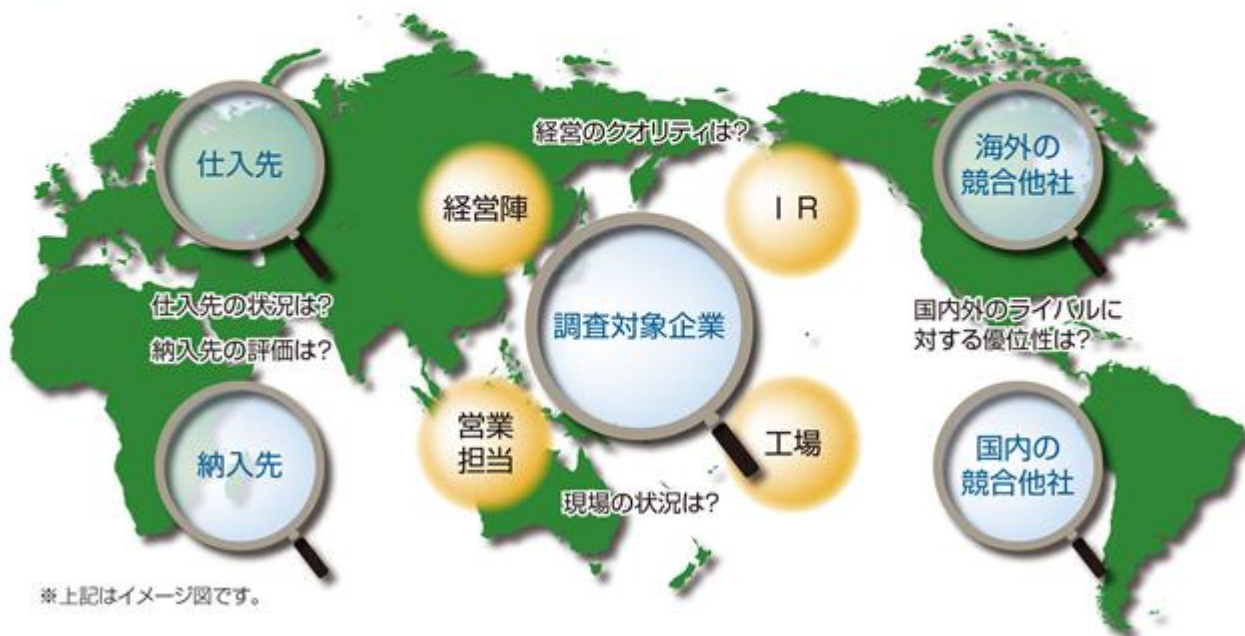 経営のクオリティは?
仕入先
経営陣
ＩＲ
海外の
競合他社
仕入先の状況は?
納入先の評価は?
調査対象企業
国内外のライバルに
対する優位性は?
納入先
営業
担当
工場
国内の
競合他社
現場の状況は?
※上記はイメージ図です。